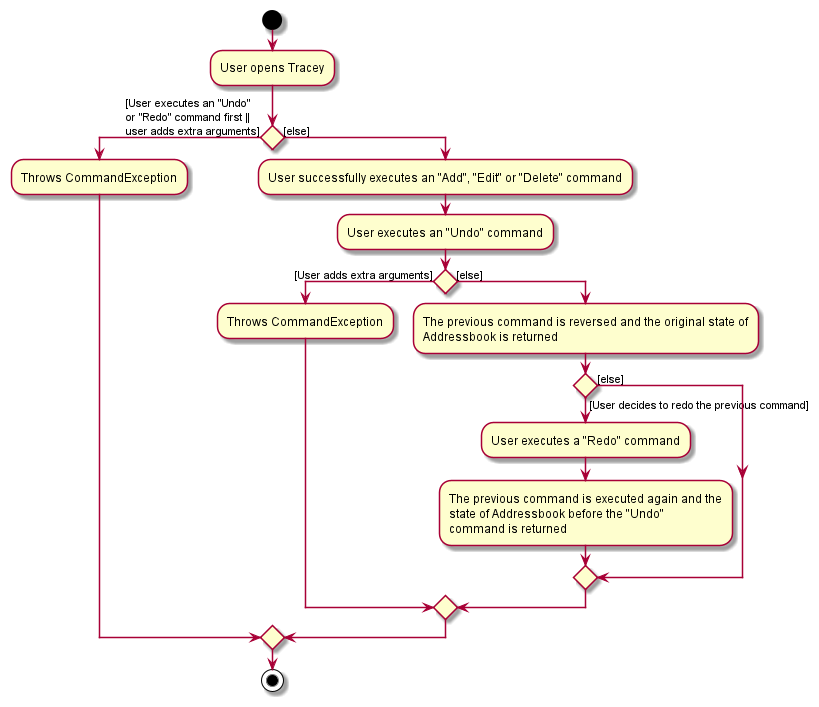 User opens Tracey
[User executes an "Undo"
or "Redo" command first ||
user adds extra arguments]
[else]
Throws CommandException
User successfully executes an "Add", "Edit" or "Delete" command
User executes an "Undo" command
[User adds extra arguments]
[else]
Throws CommandException
The previous command is reversed and the original state of
Addressbook is returned
[else]
[User decides to redo the previous command]
User executes a "Redo" command
The previous command is executed again and the
state of Addressbook before the "Undo"
command is returned